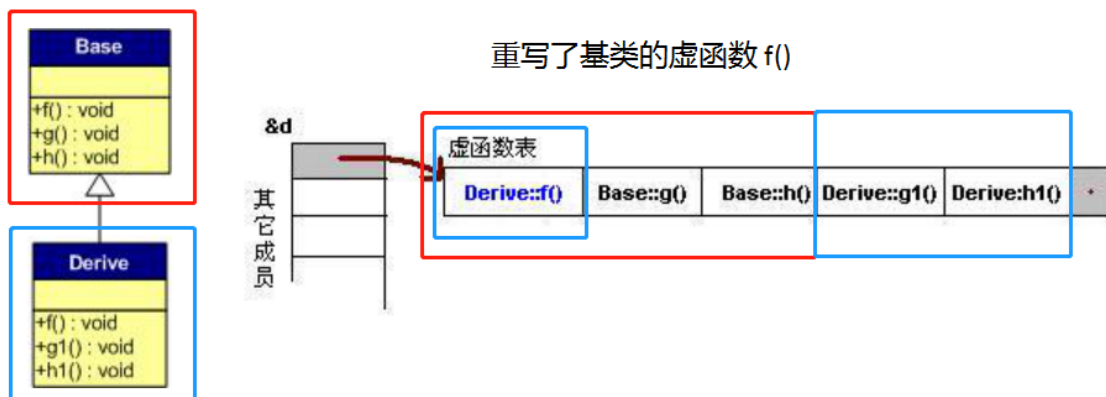 Base
+f() : void
+g() : void
+h() : void
Derive
+f() : void
+g1() : void
+h1() : void
重写了基类的虚函数 f()
&d
虚函数表
Derive::f() Base::g() Base::h() Derive::g1() Derive:h1()
其它成员